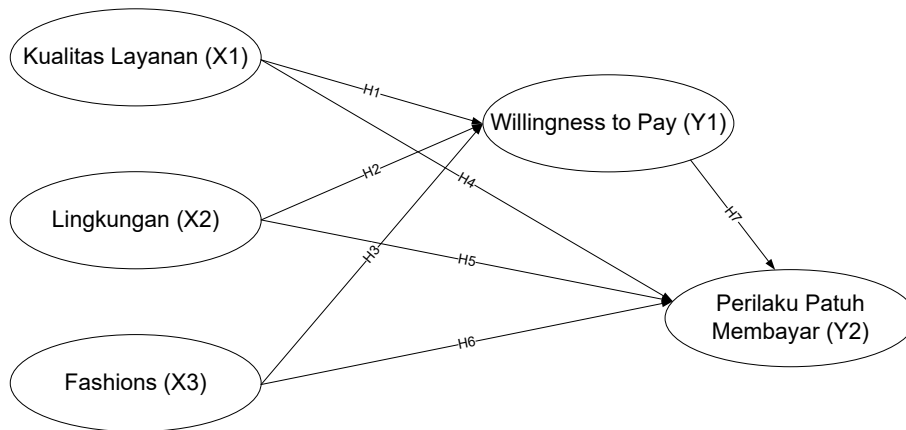 Kualitas Layanan (X1)
H1
Willingness to Pay (Y1)
H2
H4
Lingkungan (X2)
H7
H3
H5
Perilaku Patuh
Membayar (Y2)
H6
Fashions (X3)